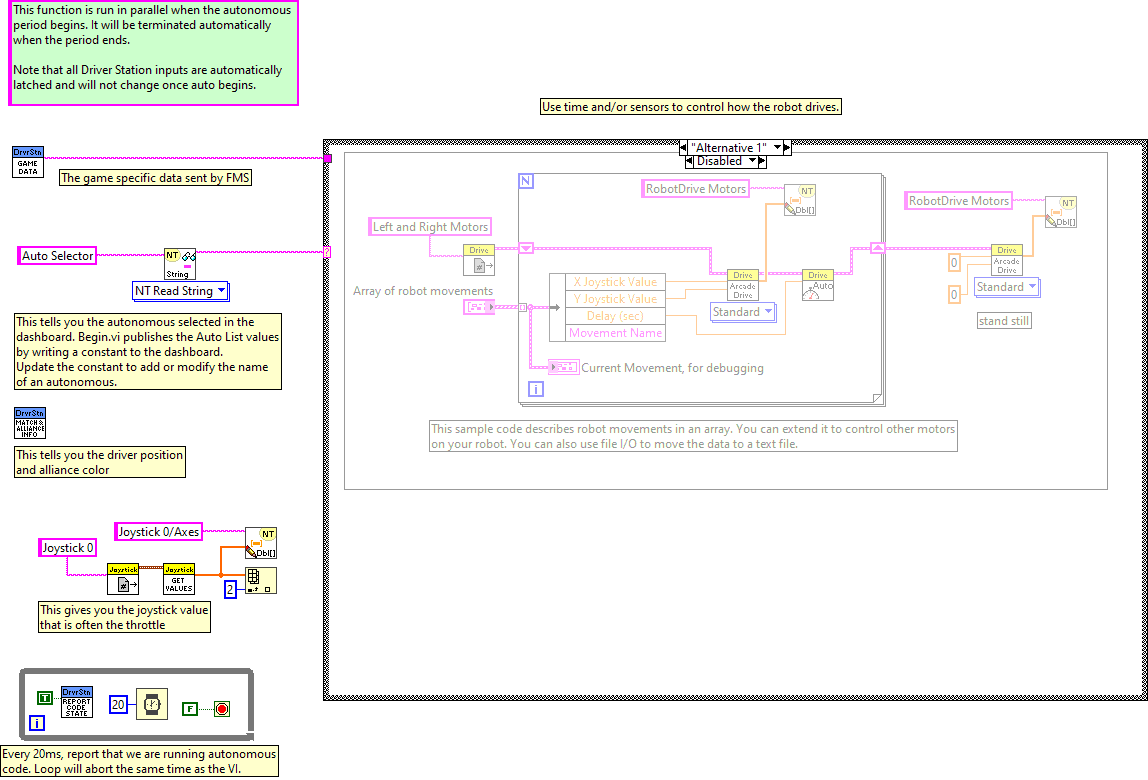 This function is run in parallel when the autonomous
period begins. It will be terminated automatically
when the period ends.
Note that all Driver Station inputs are automatically
latched and will not change once auto begins.
Use time and/or sensors to control how the robot drives.
DrvrStn
GAME
DATA
The game specific data sent by FMS
"Alternative 1"
Disabled
N
RobotDrive Motors
NT
Dbl[]
RobotDrive Motors
NT
Dbl[]
Left and Right Motors
Drive
#
Auto Selector
NT
String
NT Read String
?
Array of robot movements
X Joystick Value
Y Joystick Value
Delay (sec)
Movement Name
Drive
Arcade
Drive
Standard
Drive
Auto
0
0
Drive
Arcade
Drive
Standard
stand still
Current Movement, for debugging
i
This tells you the autonomous selected in the
dashboard. Begin.vi publishes the Auto List values
by writing a constant to the dashboard.
Update the constant to add or modify the name
of an autonomous.
This sample code describes robot movements in an array. You can extend it to control other motors
on your robot. You can also use file I/O to move the data to a text file.
DrvrStn
MATCH &
ALLIANCE
INFO
This tells you the driver position
and alliance color
Joystick 0/Axes
NT
Dbl[]
Joystick 0
Joystick
#
Joystick
GET
VALUES
2
This gives you the joystick value
that is often the throttle
T
DrvrStn
REPORT
CODE
STATE
20
F
i
Every 20ms, report that we are running autonomous
code. Loop will abort the same time as the VI.